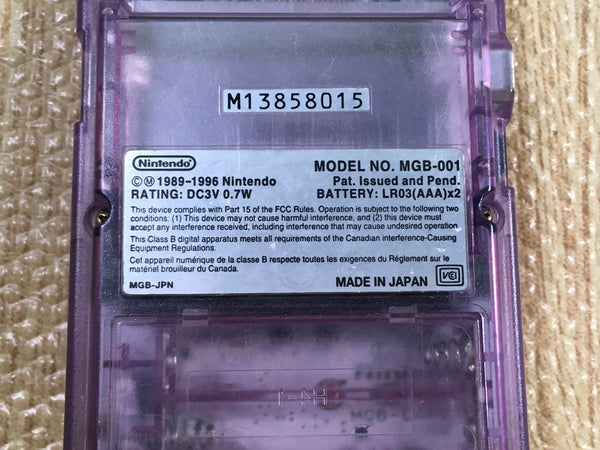 M13858015
Nintendo
MODEL NO. MGB-001
©Ⓜ 1989-1996 Nintendo
Pat. Issued and Pend.
RATING: DC3V 0.7W
BATTERY: LR03(AAA)x2
This device complies with Part 15 of the FCC Rules. Operation is subject to the following two
conditions: (1) This device may not cause harmful interference, and (2) this device must
accept any interference received, including interference that may cause undesired operation.
This Class B digital apparatus meets all requirements of the Canadian Interference-Causing
Equipment Regulations.
Cet appareil numérique de la classe B respecte toutes les exigences du Règlement sur le
matériel brouilleur du Canada.
MGB-JPN
MADE IN JAPAN
VCI